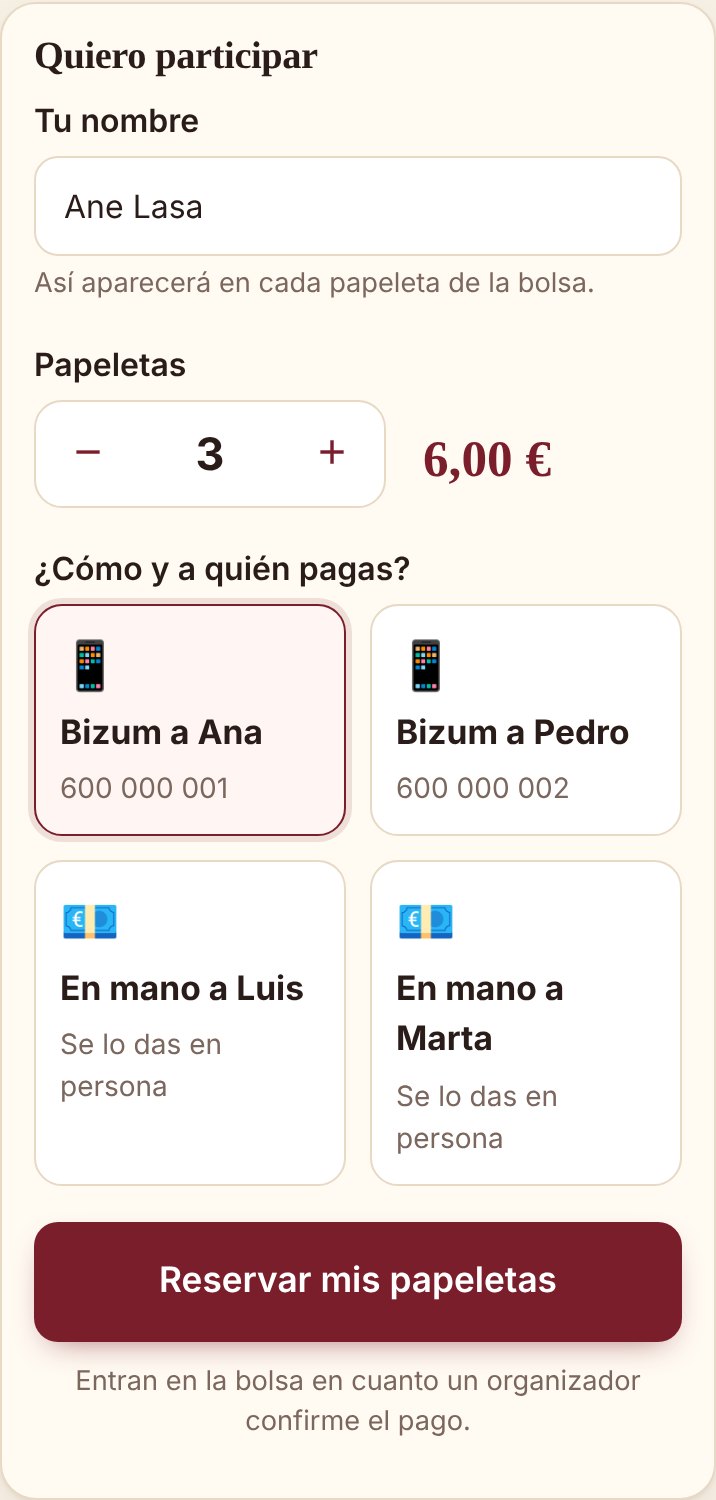 Quiero participar
Tu nombre
Ane Lasa
Así aparecerá en cada papeleta de la bolsa.
Papeletas
− 3 + 6,00 €
¿Cómo y a quién pagas?
Bizum a Ana
600 000 001
Bizum a Pedro
600 000 002
En mano a Luis
Se lo das en
persona
En mano a
Marta
Se lo das en
persona
Reservar mis papeletas
Entran en la bolsa en cuanto un organizador
confirme el pago.